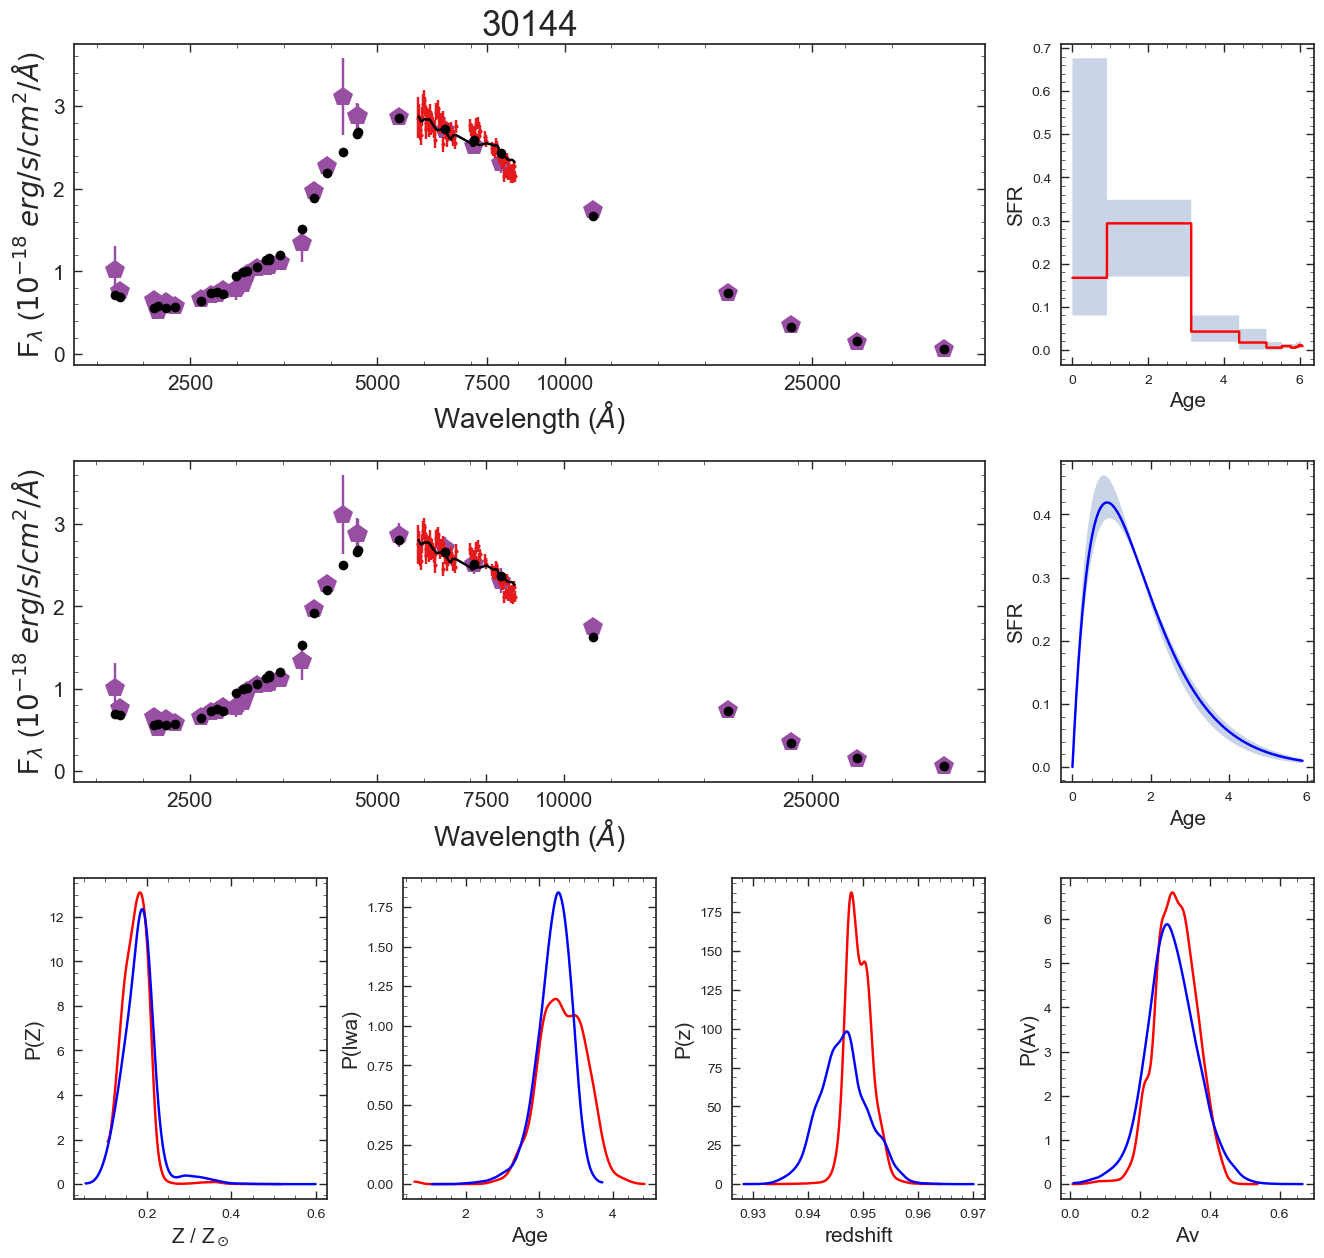 30144
F_λ (10^{-18} erg/s/cm^2/Å)
3
2
1
0
2500 5000 7500 10000 25000
Wavelength (Å)
SFR
0.7
0.6
0.5
0.4
0.3
0.2
0.1
0.0
0 2 4 6
Age
F_λ (10^{-18} erg/s/cm^2/Å)
3
2
1
0
2500 5000 7500 10000 25000
Wavelength (Å)
SFR
0.4
0.3
0.2
0.1
0.0
0 2 4 6
Age
P(Z)
12
10
8
6
4
2
0
0.2 0.4 0.6
Z / Z_⊙
P(lwa)
1.75
1.50
1.25
1.00
0.75
0.50
0.25
0.00
2 3 4
Age
P(z)
175
150
125
100
75
50
25
0
0.93 0.94 0.95 0.96 0.97
redshift
P(Av)
6
5
4
3
2
1
0
0.0 0.2 0.4 0.6
Av